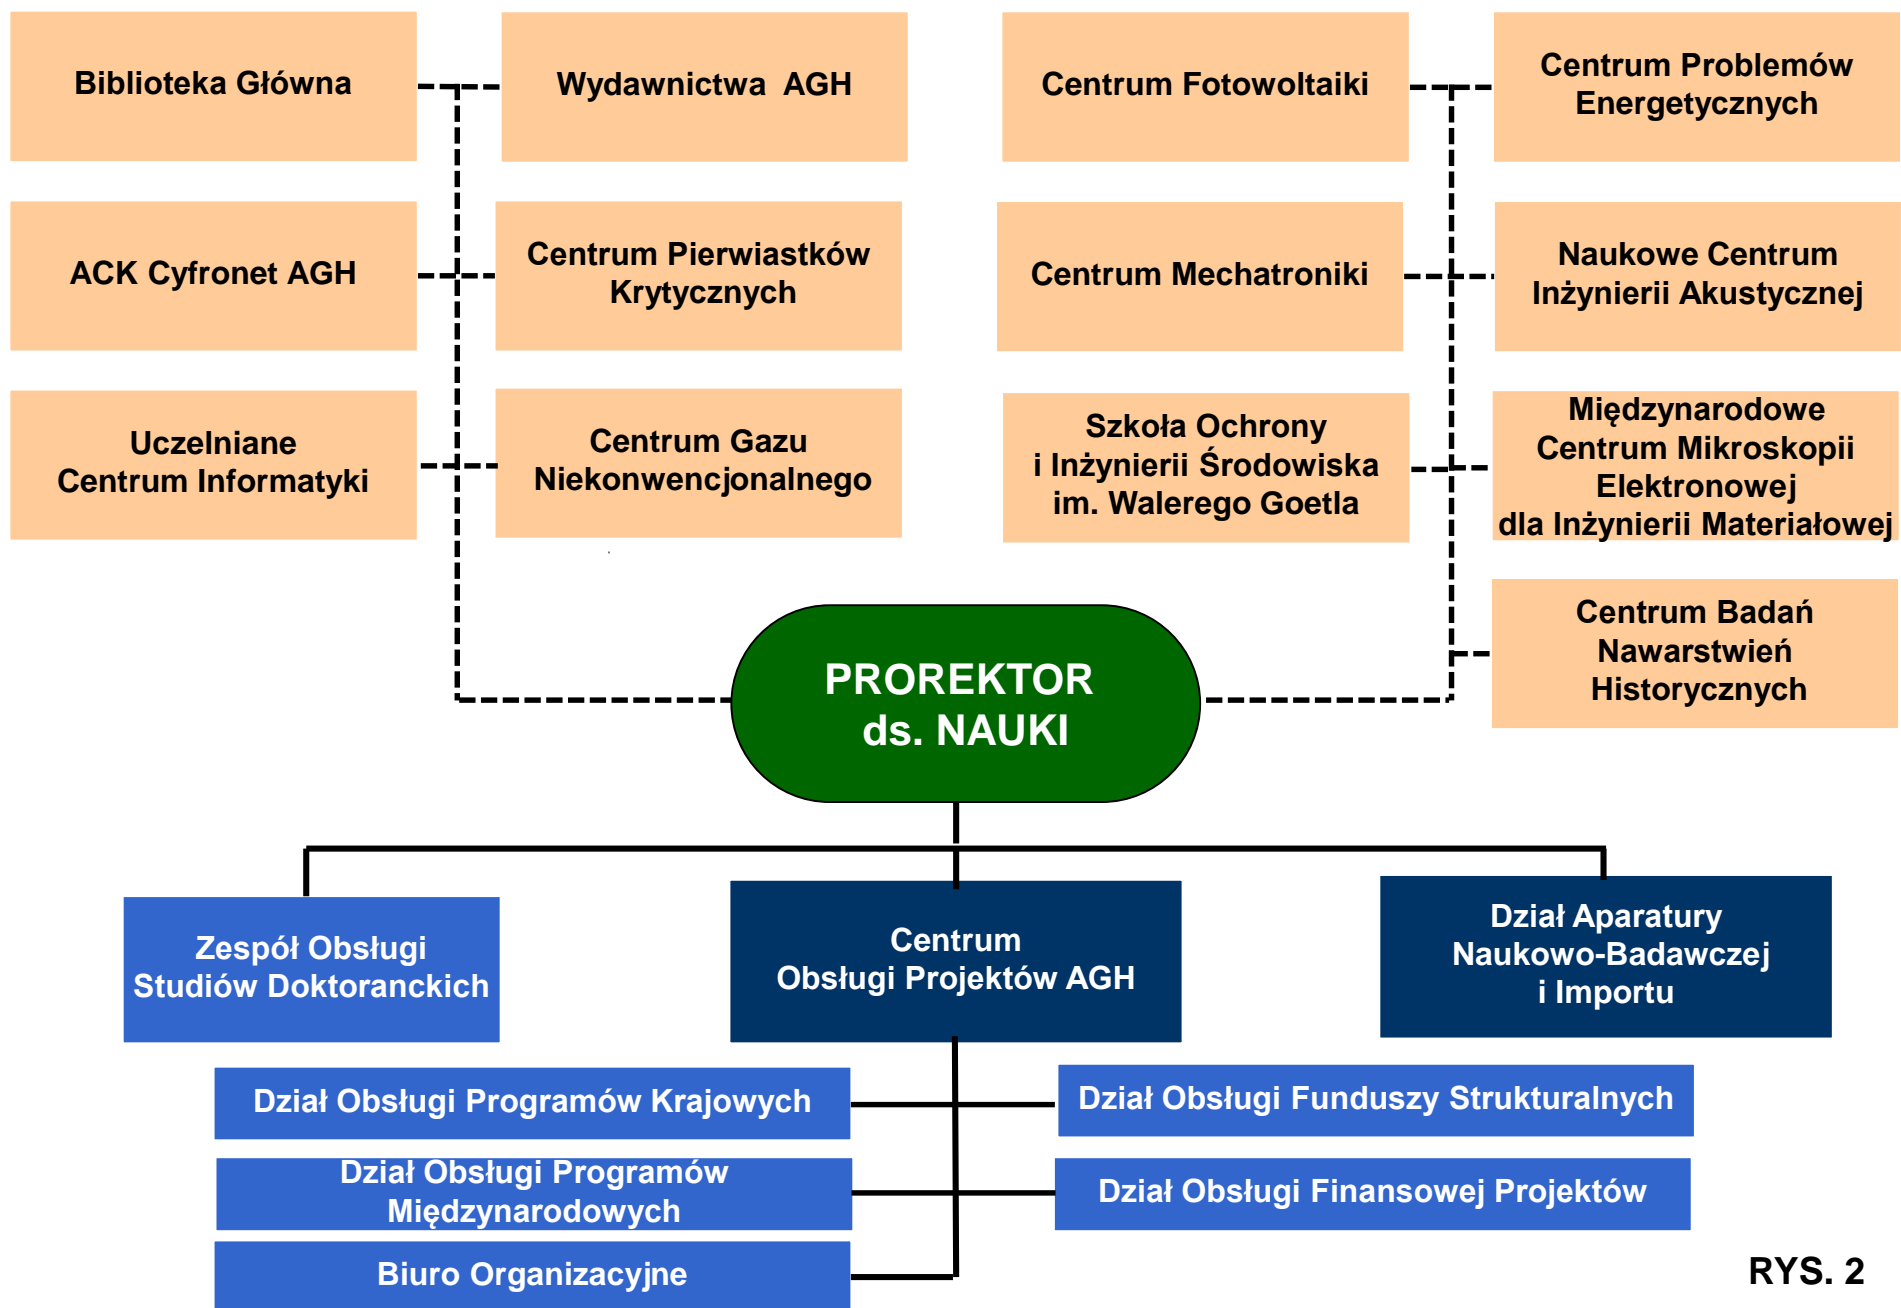 Biblioteka Główna
Wydawnictwa AGH
Centrum Fotowoltaiki
Centrum Problemów
Energetycznych
ACK Cyfronet AGH
Centrum Pierwiastków
Krytycznych
Centrum Mechatroniki
Naukowe Centrum
Inżynierii Akustycznej
Uczelniane
Centrum Informatyki
Centrum Gazu
Niekonwencjonalnego
Szkoła Ochrony
i Inżynierii Środowiska
im. Walerego Goetla
Międzynarodowe
Centrum Mikroskopii
Elektronowej
dla Inżynierii Materiałowej
Centrum Badań
Nawarstwień
Historycznych
PROREKTOR
ds. NAUKI
Zespół Obsługi
Studiów Doktoranckich
Centrum
Obsługi Projektów AGH
Dział Aparatury
Naukowo-Badawczej
i Importu
Dział Obsługi Programów Krajowych
Dział Obsługi Funduszy Strukturalnych
Dział Obsługi Programów
Międzynarodowych
Dział Obsługi Finansowej Projektów
Biuro Organizacyjne
RYS. 2